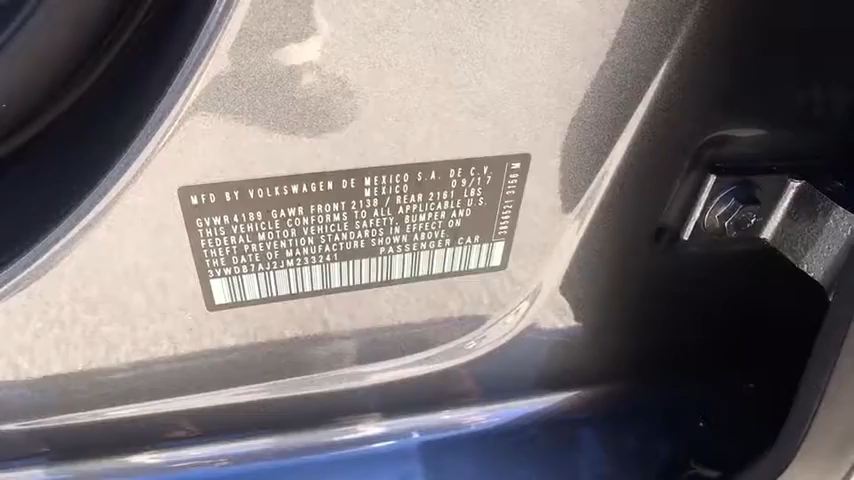 MFD BY VOLKSWAGEN DE MEXICO S.A. DE C.V.
MEXICO 09/17
GVWR4189 GAWR FRONT 2138 / REAR 2161 LBS
THIS VEHICLE CONFORMS TO ALL APPLICABLE U.S.
FEDERAL MOTOR VEHICLE SAFETY, BUMPER AND
THEFT PREVENTION STANDARDS IN EFFECT ON
THE DATE OF MANUFACTURE SHOWN ABOVE.
PASSENGER CAR
3VWDB7AJ2JM233241